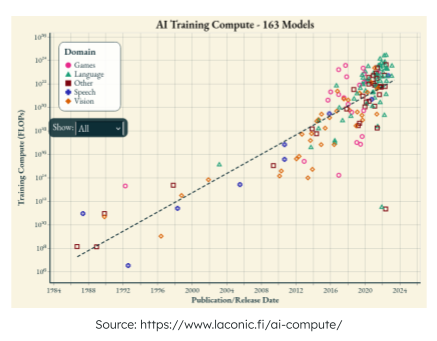 AI Training Compute - 163 Models
Domain
Games
Language
Other
Speech
Vision
Show: All
Training Compute (FLOPs)
1984 1988 1992 1996 2000 2004 2008 2012 2016 2020 2024
Publication/Release Date
Source: https://www.laconic.fi/ai-compute/